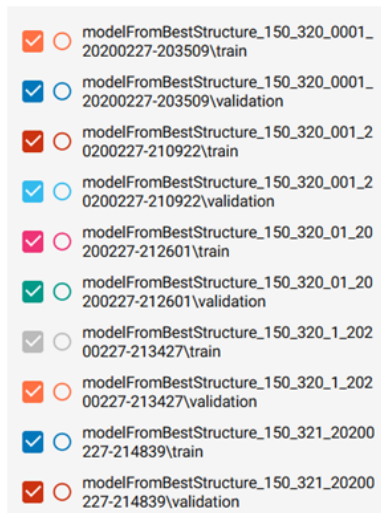 modelFromBestStructure_150_320_0001_
20200227-203509\train
modelFromBestStructure_150_320_0001_
20200227-203509\validation
modelFromBestStructure_150_320_001_2
0200227-210922\train
modelFromBestStructure_150_320_001_2
0200227-210922\validation
modelFromBestStructure_150_320_01_20
200227-212601\train
modelFromBestStructure_150_320_01_20
200227-212601\validation
modelFromBestStructure_150_320_1_202
00227-213427\train
modelFromBestStructure_150_320_1_202
00227-213427\validation
modelFromBestStructure_150_321_20200
227-214839\train
modelFromBestStructure_150_321_20200
227-214839\validation